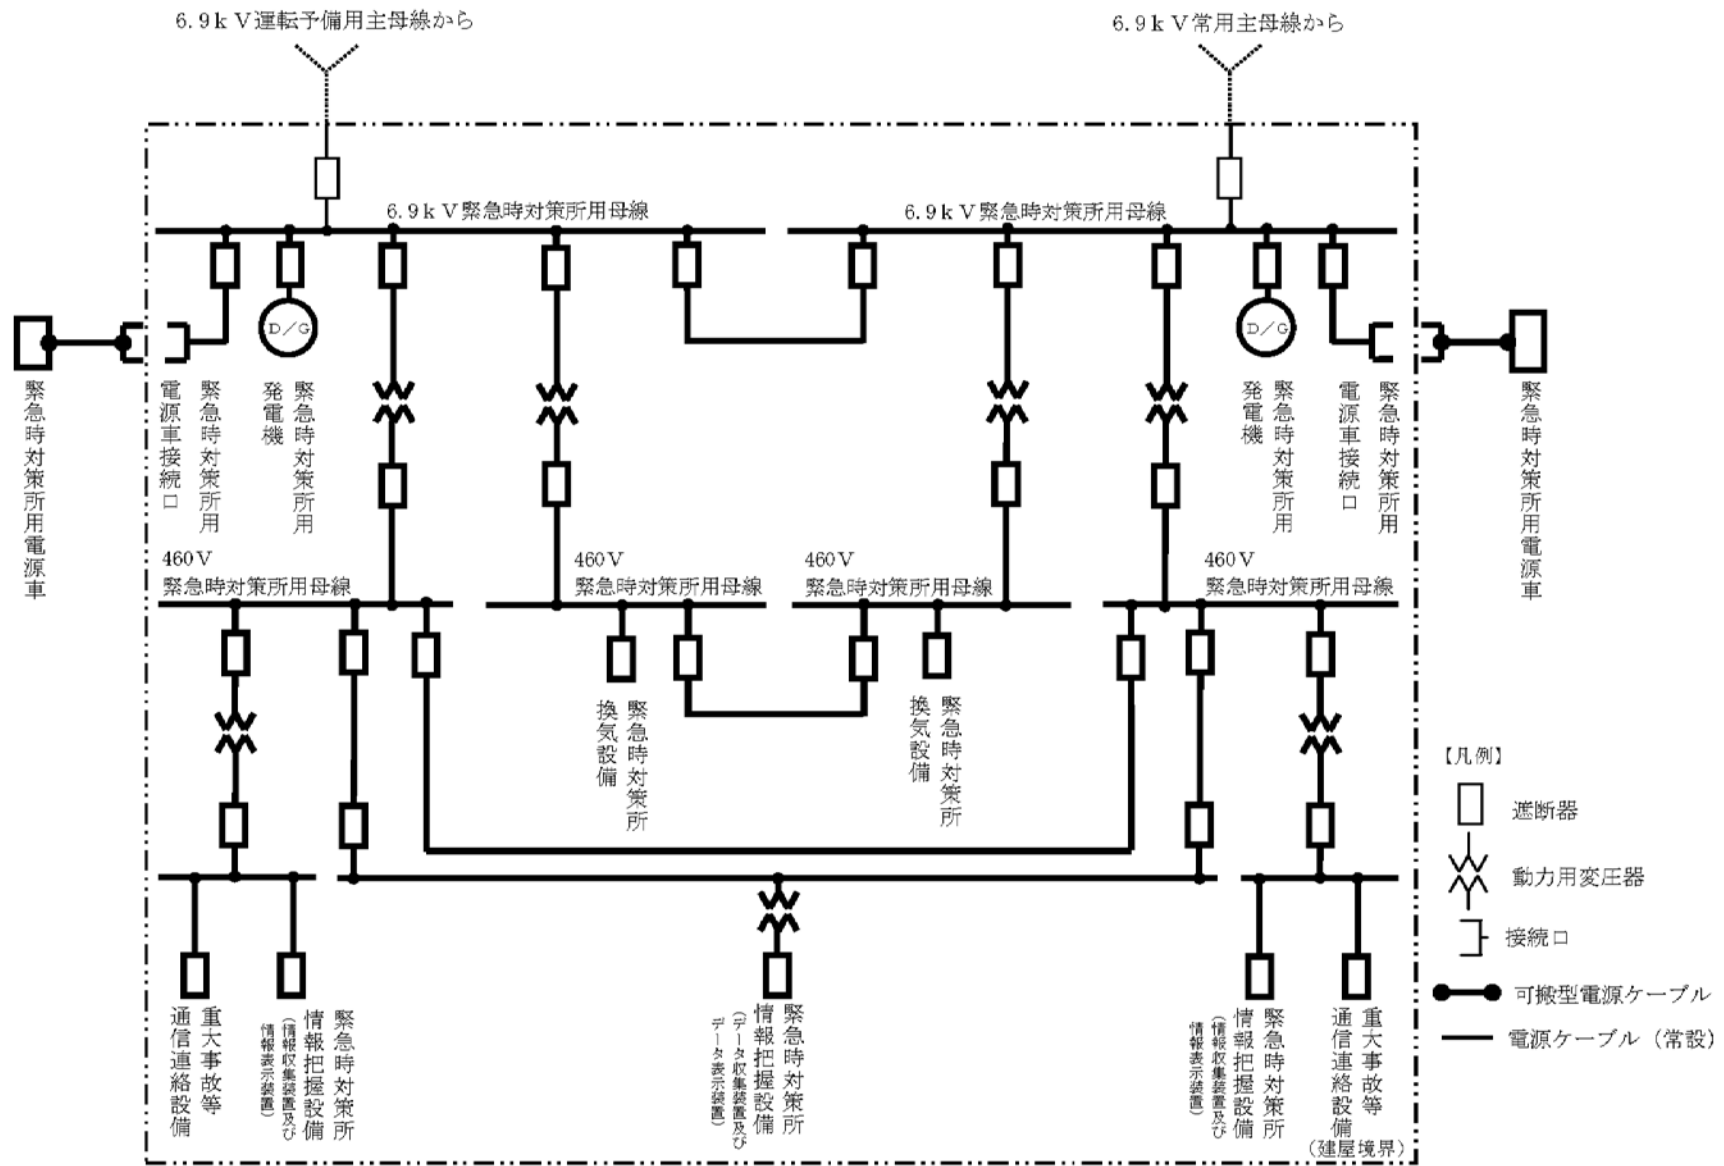 6.9kV運転予備用主母線から
6.9kV常用主母線から
6.9kV緊急時対策所用母線
6.9kV緊急時対策所用母線
D/G
D/G
緊急時対策所用電源車
緊急時対策所用
電源車接続口
緊急時対策所用
発電機
緊急時対策所用
発電機
緊急時対策所用
電源車接続口
緊急時対策所用電源車
460V
緊急時対策所用母線
460V
緊急時対策所用母線
460V
緊急時対策所用母線
460V
緊急時対策所用母線
緊急時対策所
換気設備
緊急時対策所
換気設備
【凡例】
遮断器
動力用変圧器
接続口
可搬型電源ケーブル
電源ケーブル(常設)
重大事故等
通信連絡設備
緊急時対策所
情報把握設備
(情報収集装置及び
情報表示装置)
緊急時対策所
情報把握設備
(データ収集装置及び
データ表示装置)
緊急時対策所
情報把握設備
(情報収集装置及び
情報表示装置)
重大事故等
通信連絡設備
(建屋境界)